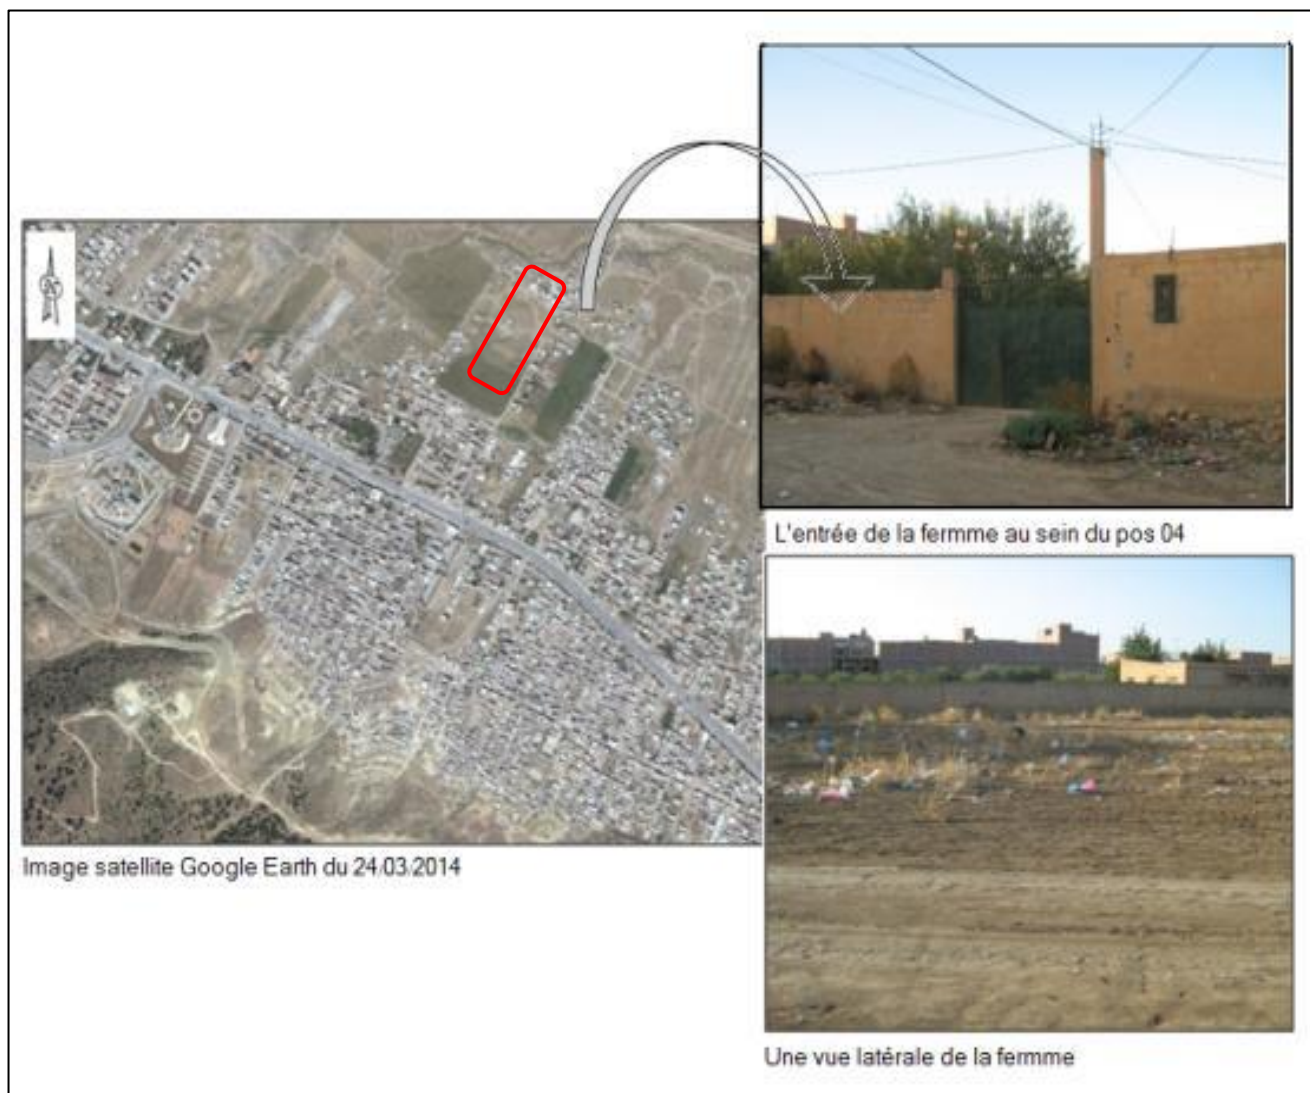 L'entrée de la fermme au sein du pos 04
Image satellite Google Earth du 24/03/2014
Une vue latérale de la fermme